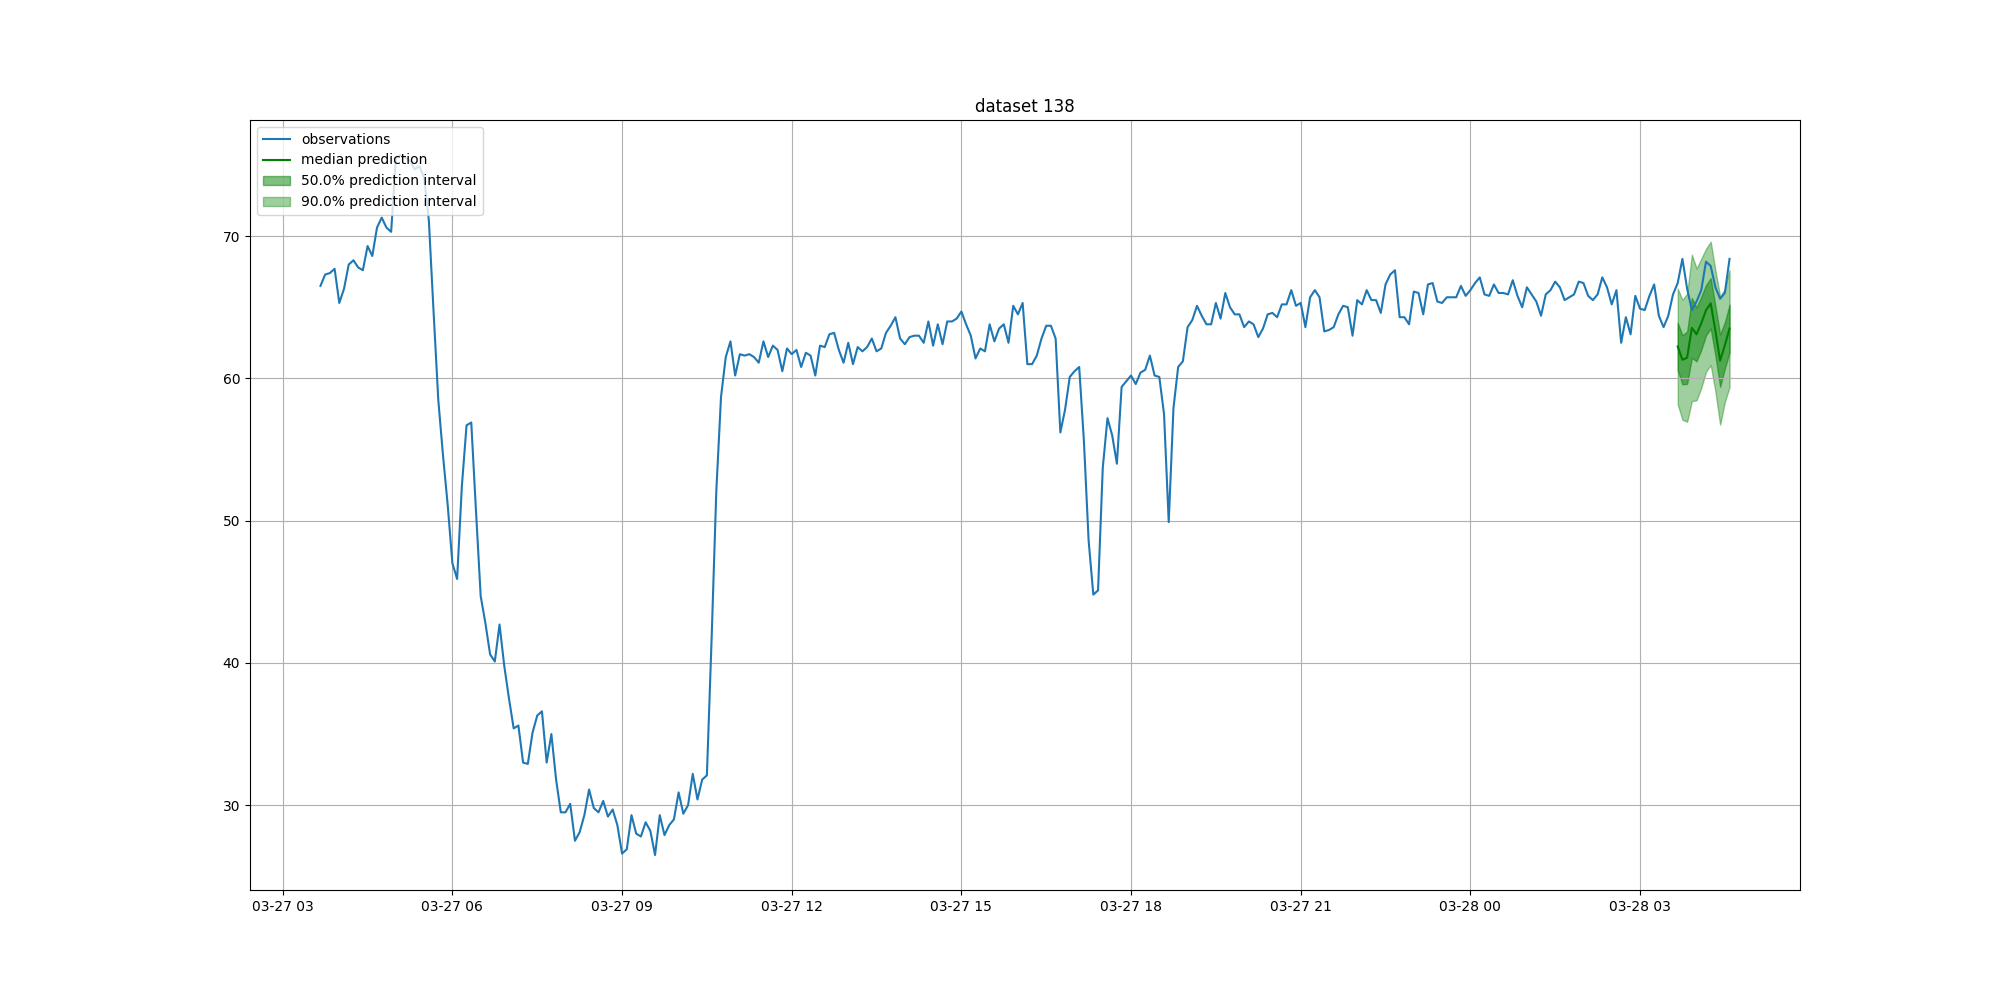 dataset 138
observations
median prediction
50.0% prediction interval
90.0% prediction interval
70
60
50
40
30
03-27 03
03-27 06
03-27 09
03-27 12
03-27 15
03-27 18
03-27 21
03-28 00
03-28 03